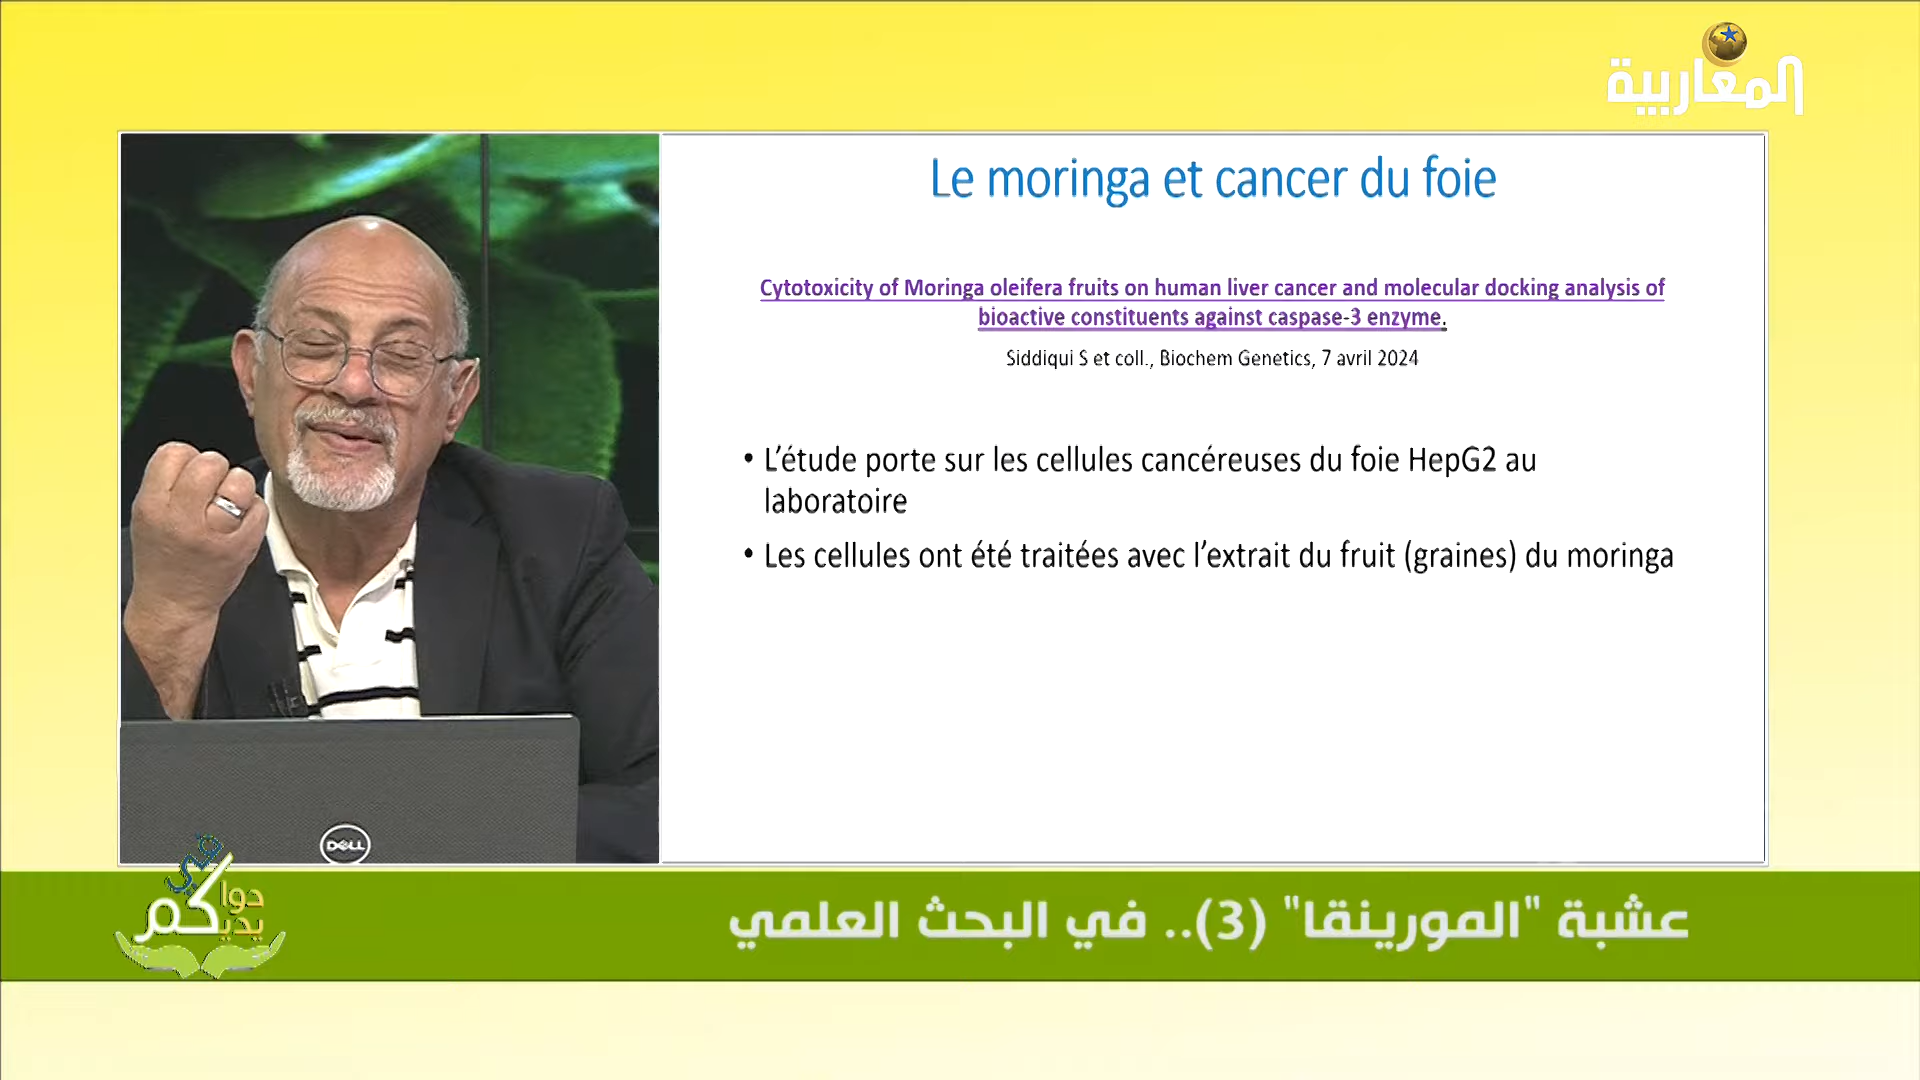 المغاربية
Le moringa et cancer du foie
Cytotoxicity of Moringa oleifera fruits on human liver cancer and molecular docking analysis of
bioactive constituents against caspase-3 enzyme.
Siddiqui S et coll., Biochem Genetics, 7 avril 2024
• L’étude porte sur les cellules cancéreuses du foie HepG2 au
laboratoire
• Les cellules ont été traitées avec l’extrait du fruit (graines) du moringa
DELL
دواكم في
يديكم
عشبة "المورينقا" (3).. في البحث العلمي